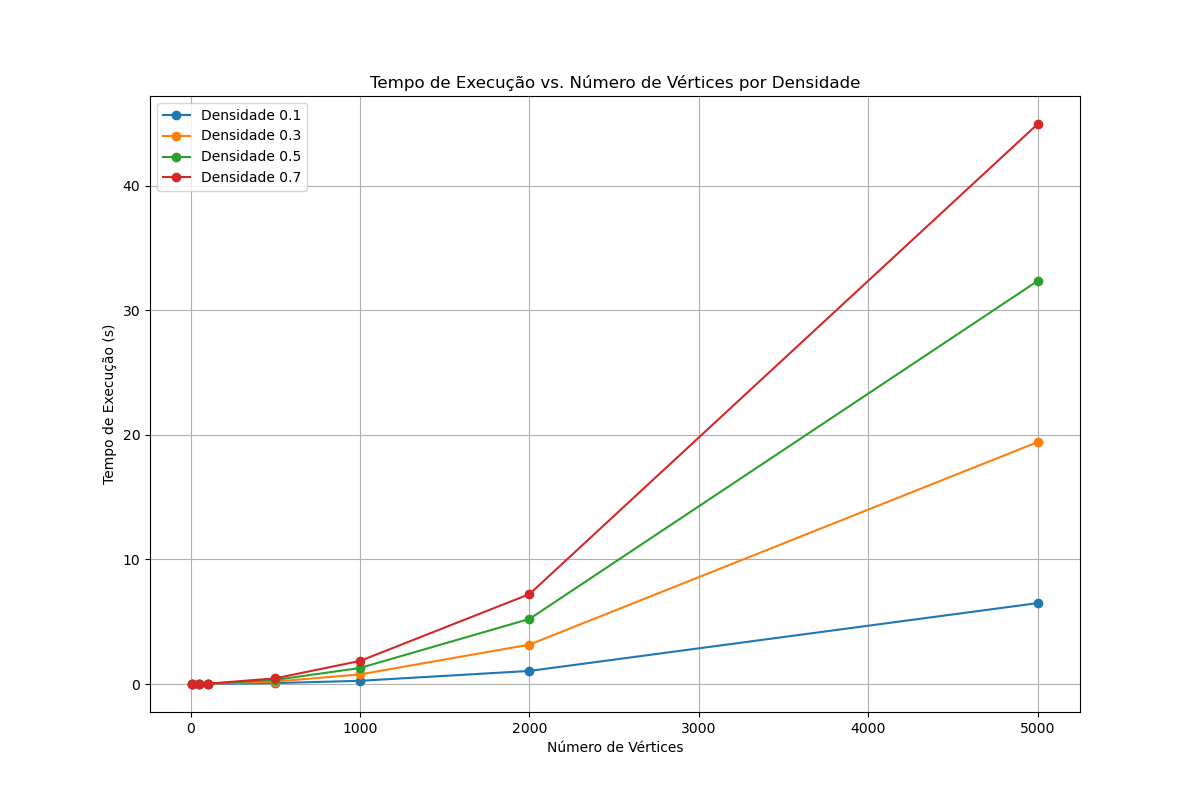 Tempo de Execução vs. Número de Vértices por Densidade
Densidade 0.1
Densidade 0.3
Densidade 0.5
Densidade 0.7
Tempo de Execução (s)
40
30
20
10
0
0 1000 2000 3000 4000 5000
Número de Vértices